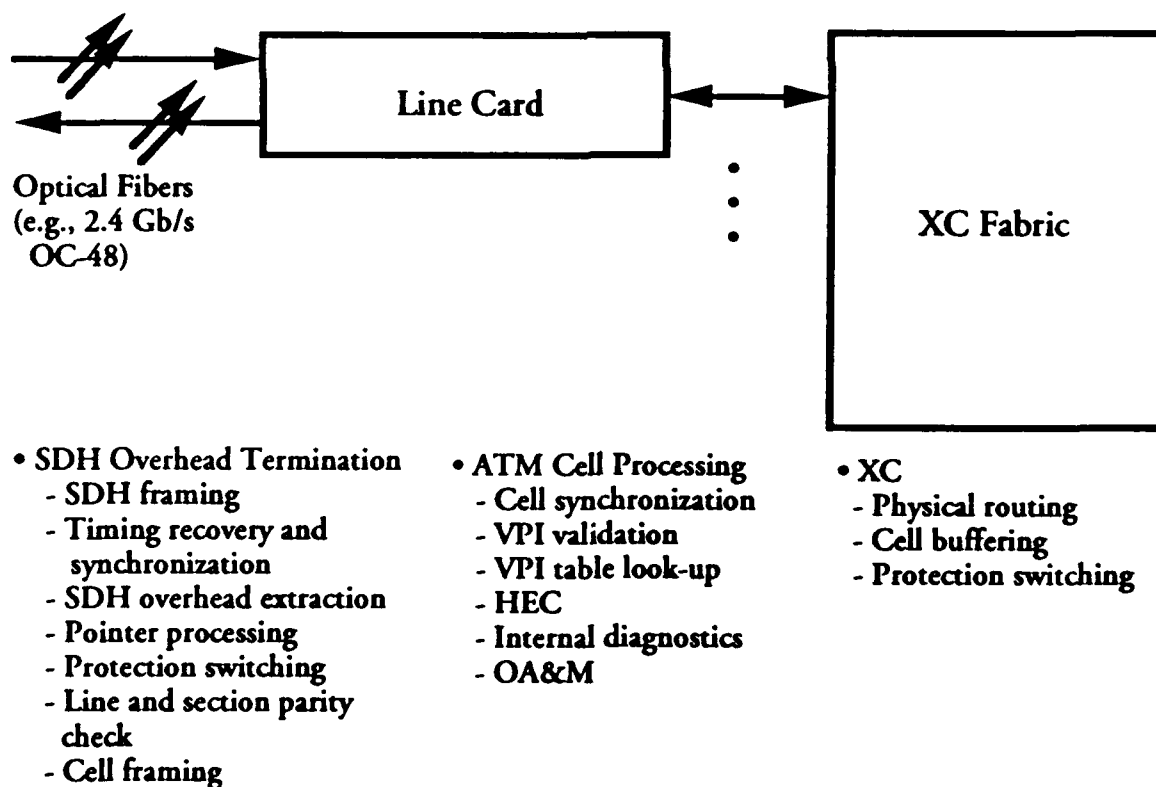 Line Card
Optical Fibers
(e.g., 2.4 Gb/s
OC-48)
XC Fabric
• SDH Overhead Termination
- SDH framing
- Timing recovery and
synchronization
- SDH overhead extraction
- Pointer processing
- Protection switching
- Line and section parity
check
- Cell framing
• ATM Cell Processing
- Cell synchronization
- VPI validation
- VPI table look-up
- HEC
- Internal diagnostics
- OA&M
• XC
- Physical routing
- Cell buffering
- Protection switching